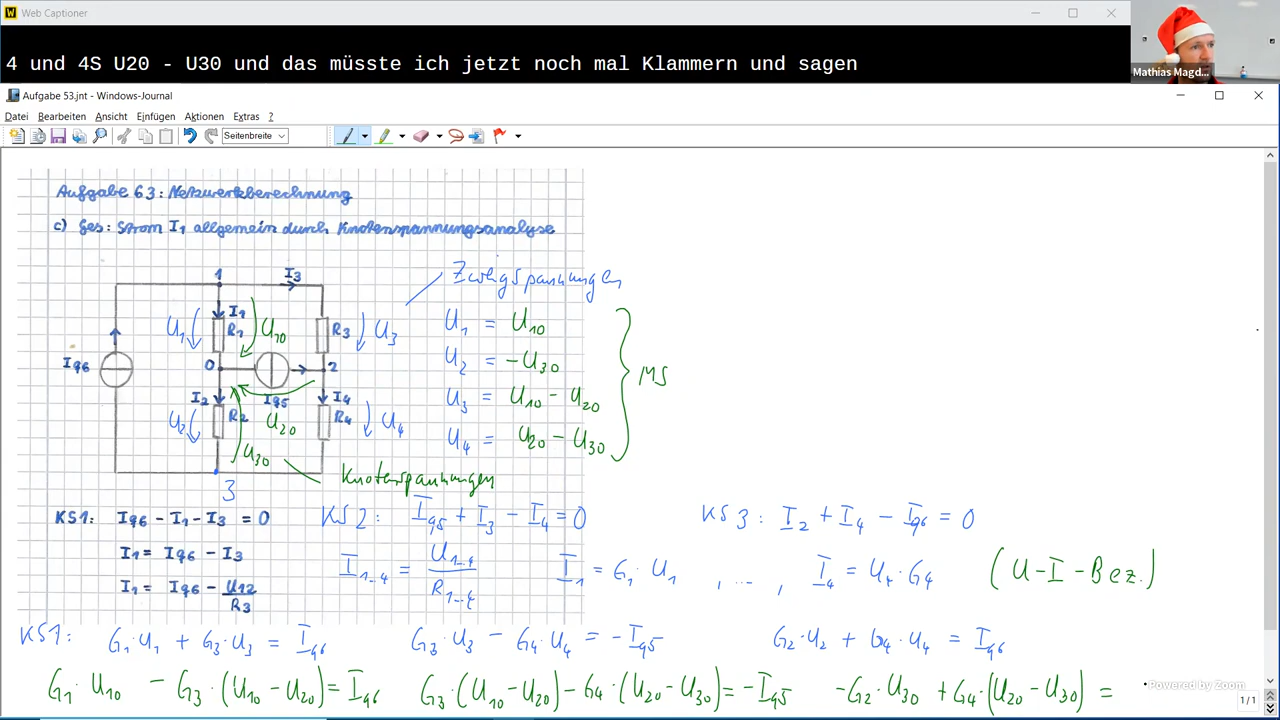 Web Captioner
4 und 4S U20 - U30 und das müsste ich jetzt noch mal Klammern und sagen
Mathias Magd...
Aufgabe 53.jnt - Windows-Journal
Datei Bearbeiten Ansicht Einfügen Aktionen Extras ?
Seitenbreite
Aufgabe 63: Netzwerkberechnung
c) Ges: Strom I1 allgemein durch Knotenspannungsanalyse
Zweigspannungen
1 I3
I1
U1 R1 U10 R3 U3
U1 = U10
U2 = -U30
Iq6 0 2
MS
I2 Iq5 I4
U3 = U10 - U20
U2 R2 U20 R4 U4
U4 = U20 - U30
U30
Knotenspannungen
3
KS1: Iq6 - I1 - I3 = 0
KS2: Iq5 + I3 - I4 = 0
KS3: I2 + I4 - Iq6 = 0
I1 = Iq6 - I3
I1-4 = U1-4 / R1-4
I1 = G1 · U1 , ... , I4 = U4 · G4
(U-I-Bez.)
I1 = Iq6 - U12 / R3
KS1: G1·U1 + G3·U3 = Iq6
G3·U3 - G4·U4 = -Iq5
G2·U2 + G4·U4 = Iq6
G1·U10 - G3·(U10-U20) = Iq6
G3·(U10-U20) - G4·(U20-U30) = -Iq5
-G2·U30 + G4·(U20-U30) =
Powered by Zoom
1/1